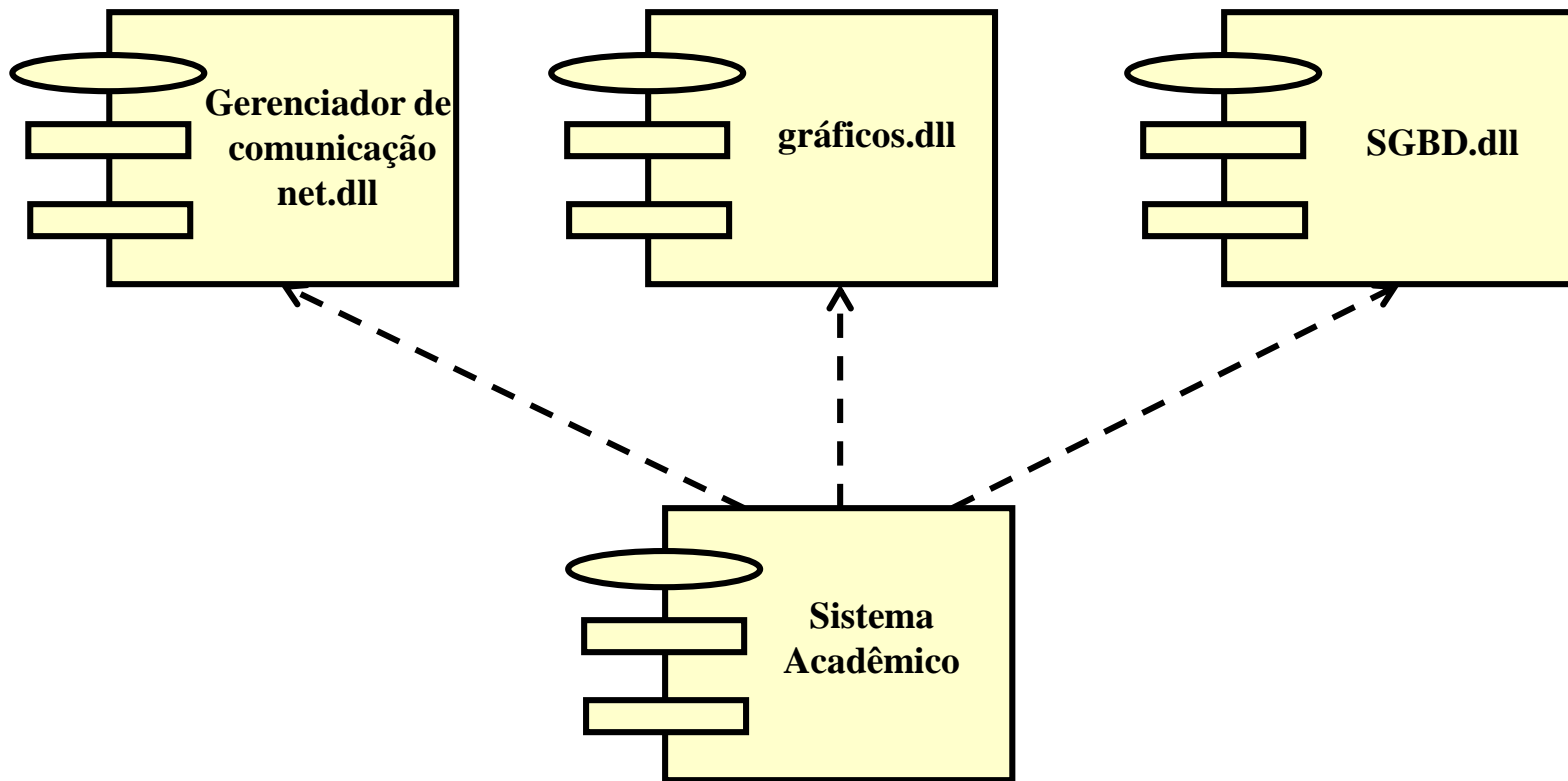 Gerenciador de
comunicação
net.dll
gráficos.dll
SGBD.dll
Sistema
Acadêmico